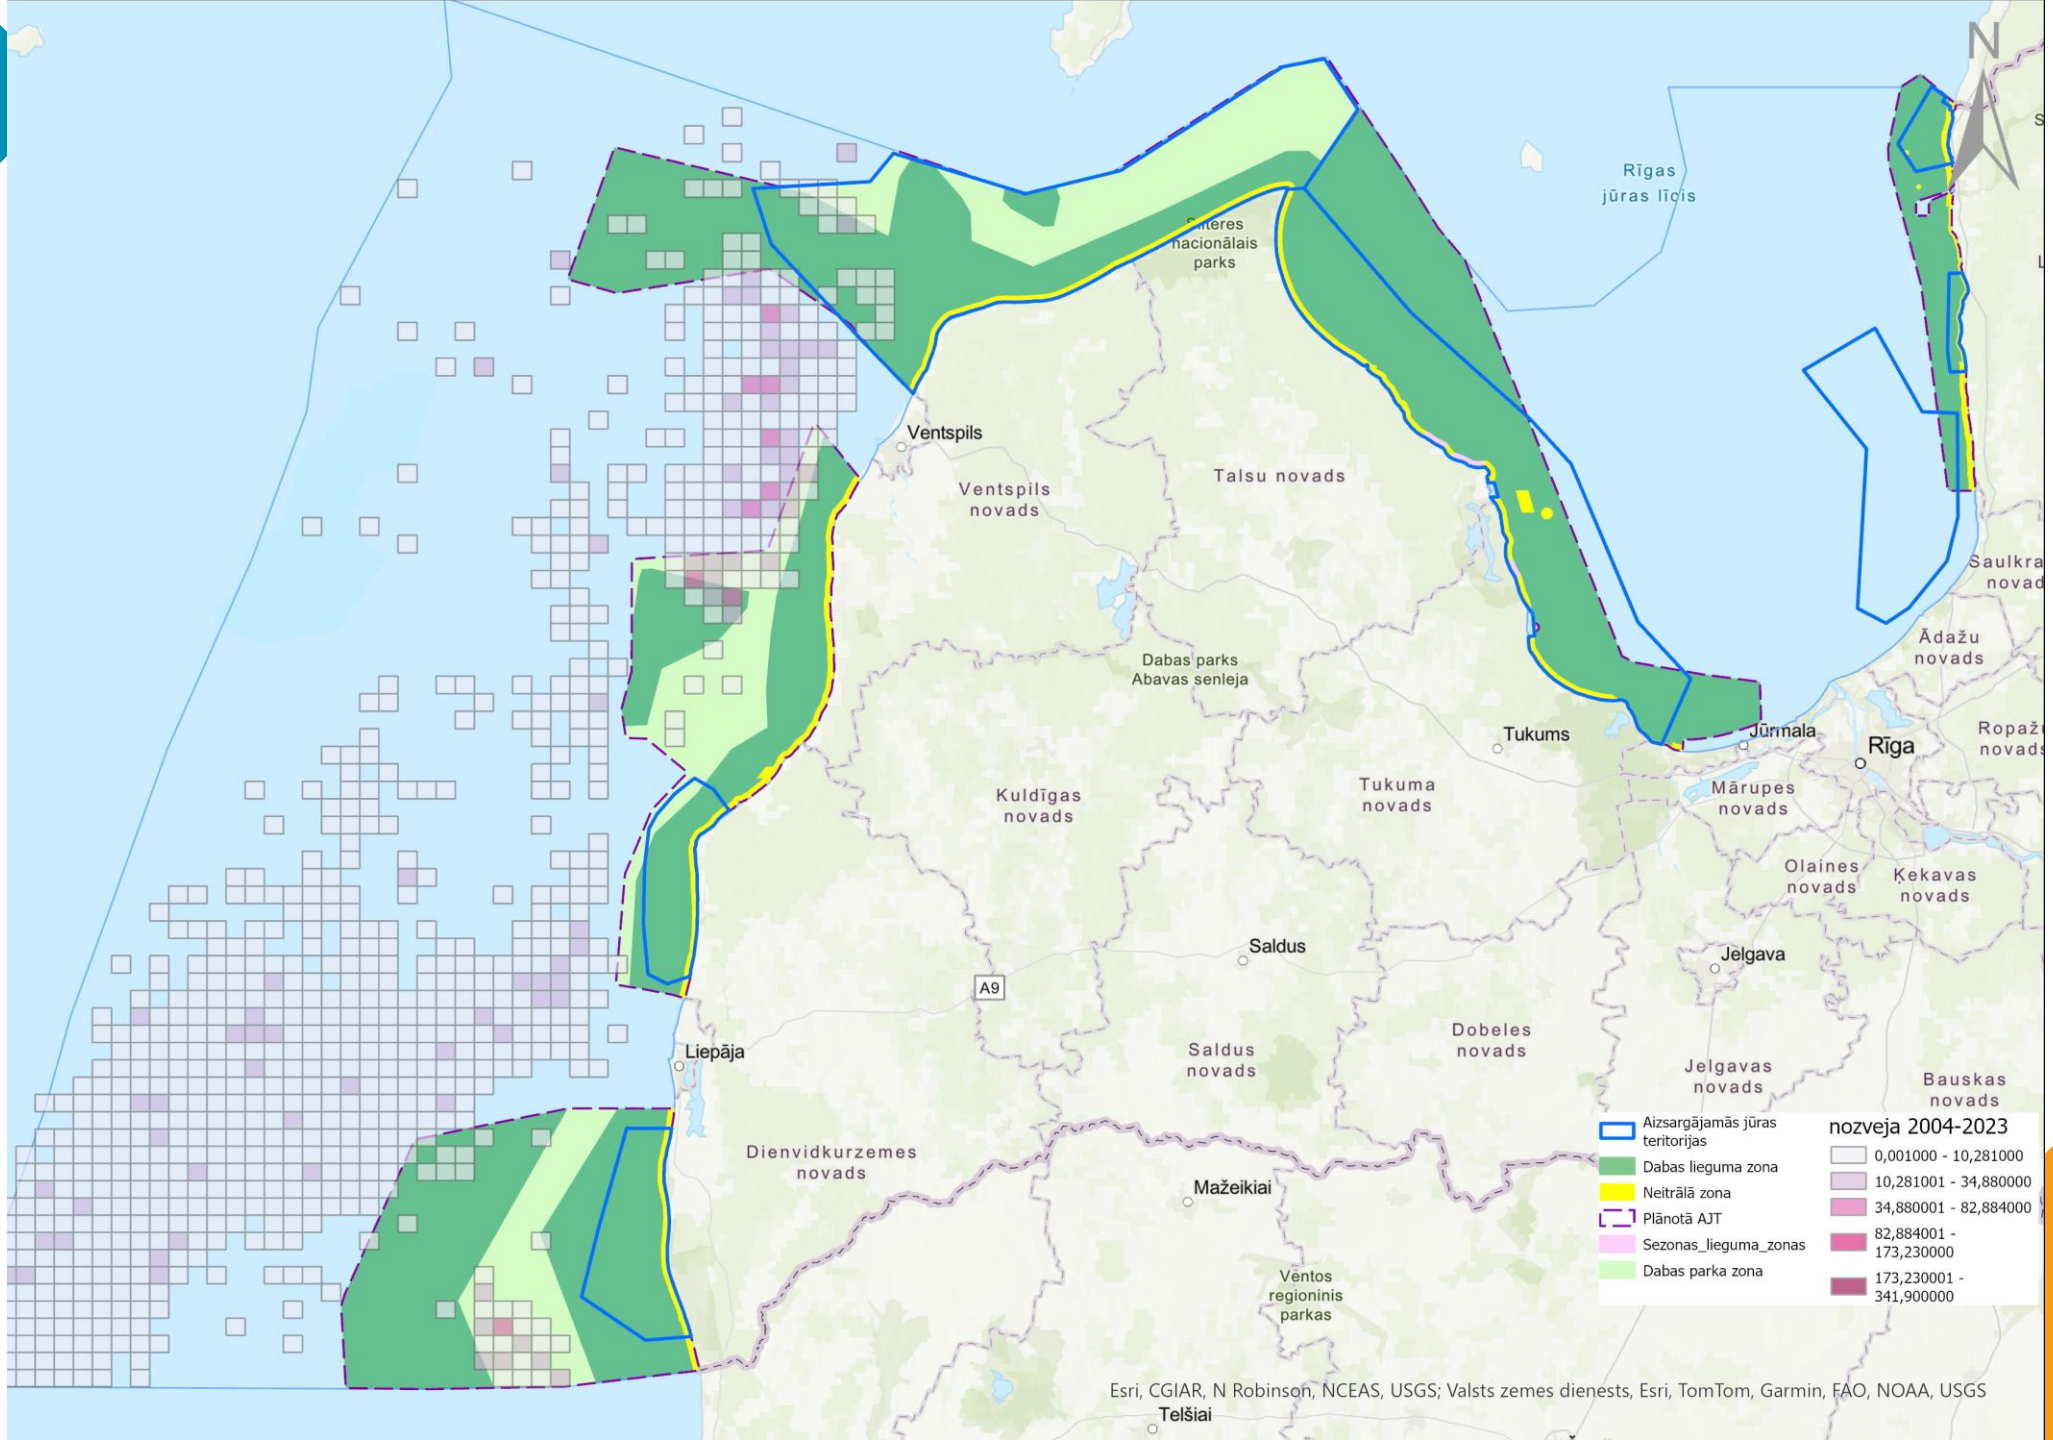 N
Rīgas
jūras līcis
Slīteres
nacionālais
parks
Ventspils
Ventspils
novads
Talsu novads
Saulkra
novad
Ādažu
novads
Dabas parks
Abavas senleja
Tukums
Jūrmala
Rīga
Ropažu
novads
Kuldīgas
novads
Tukuma
novads
Mārupes
novads
Olaines
novads
Ķekavas
novads
Saldus
Jelgava
A9
Liepāja
Saldus
novads
Dobeles
novads
Jelgavas
novads
Bauskas
novads
Dienvidkurzemes
novads
Mažeikiai
Ventos
regioninis
parkas
Telšiai
Aizsargājamās jūras
teritorijas
Dabas lieguma zona
Neitrālā zona
Plānotā AJT
Sezonas_lieguma_zonas
Dabas parka zona
nozveja 2004-2023
0,001000 - 10,281000
10,281001 - 34,880000
34,880001 - 82,884000
82,884001 -
173,230000
173,230001 -
341,900000
Esri, CGIAR, N Robinson, NCEAS, USGS; Valsts zemes dienests, Esri, TomTom, Garmin, FAO, NOAA, USGS